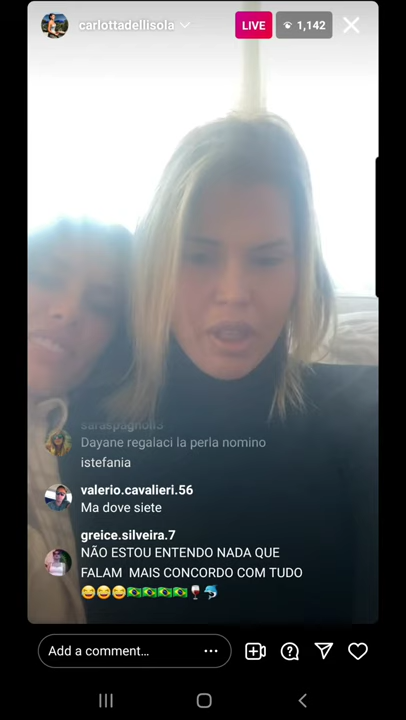 carlottadellisola
LIVE
1,142
saraspagnoli3
Dayane regalaci la perla nomino
istefania
valerio.cavalieri.56
Ma dove siete
greice.silveira.7
NÃO ESTOU ENTENDO NADA QUE
FALAM MAIS CONCORDO COM TUDO
😂😂😂🇧🇷🇧🇷🇧🇷🇧🇷🍷🐬
Add a comment...